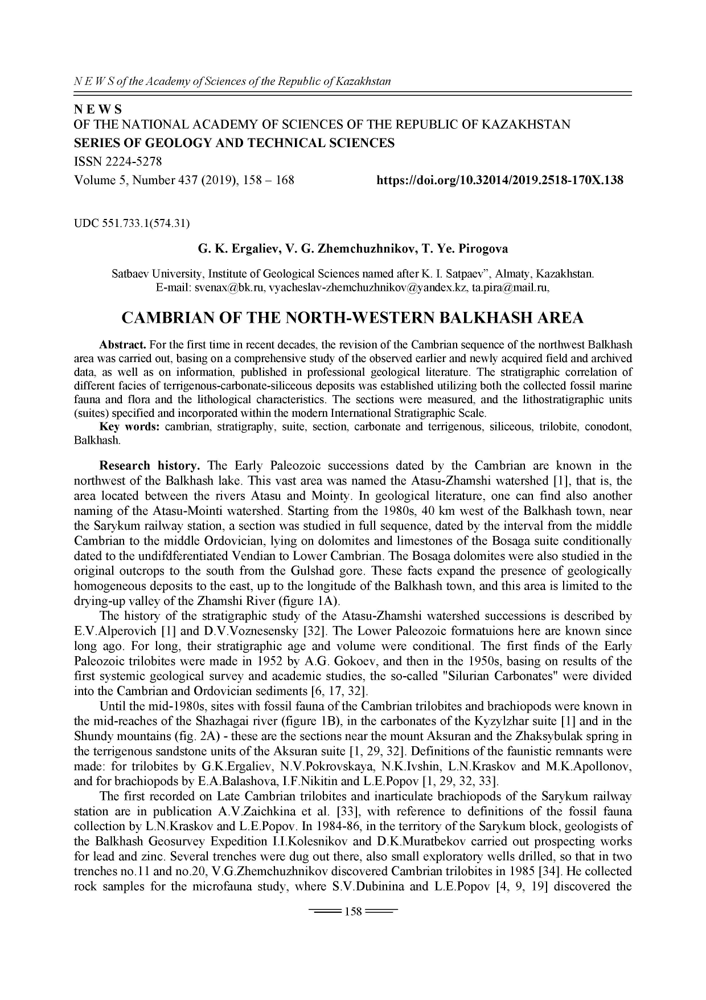 N E W S of the Academy of Sciences of the Republic of Kazakhstan
N E W S
OF THE NATIONAL ACADEMY OF SCIENCES OF THE REPUBLIC OF KAZAKHSTAN
SERIES OF GEOLOGY AND TECHNICAL SCIENCES
ISSN 2224-5278
Volume 5, Number 437 (2019), 158 – 168 https://doi.org/10.32014/2019.2518-170X.138
UDC 551.733.1(574.31)
G. K. Ergaliev, V. G. Zhemchuzhnikov, T. Ye. Pirogova
Satbaev University, Institute of Geological Sciences named after K. I. Satpaev”, Almaty, Kazakhstan.
E-mail: svenax@bk.ru, vyacheslav-zhemchuzhnikov@yandex.kz, ta.pira@mail.ru,
CAMBRIAN OF THE NORTH-WESTERN BALKHASH AREA
Abstract. For the first time in recent decades, the revision of the Cambrian sequence of the northwest Balkhash
area was carried out, basing on a comprehensive study of the observed earlier and newly acquired field and archived
data, as well as on information, published in professional geological literature. The stratigraphic correlation of
different facies of terrigenous-carbonate-siliceous deposits was established utilizing both the collected fossil marine
fauna and flora and the lithological characteristics. The sections were measured, and the lithostratigraphic units
(suites) specified and incorporated within the modern International Stratigraphic Scale.
Key words: cambrian, stratigraphy, suite, section, carbonate and terrigenous, siliceous, trilobite, conodont,
Balkhash.
Research history. The Early Paleozoic successions dated by the Cambrian are known in the
northwest of the Balkhash lake. This vast area was named the Atasu-Zhamshi watershed [1], that is, the
area located between the rivers Atasu and Mointy. In geological literature, one can find also another
naming of the Atasu-Mointi watershed. Starting from the 1980s, 40 km west of the Balkhash town, near
the Sarykum railway station, a section was studied in full sequence, dated by the interval from the middle
Cambrian to the middle Ordovician, lying on dolomites and limestones of the Bosaga suite conditionally
dated to the undifdferentiated Vendian to Lower Cambrian. The Bosaga dolomites were also studied in the
original outcrops to the south from the Gulshad gore. These facts expand the presence of geologically
homogeneous deposits to the east, up to the longitude of the Balkhash town, and this area is limited to the
drying-up valley of the Zhamshi River (figure 1A).
The history of the stratigraphic study of the Atasu-Zhamshi watershed successions is described by
E.V.Alperovich [1] and D.V.Voznesensky [32]. The Lower Paleozoic formatuions here are known since
long ago. For long, their stratigraphic age and volume were conditional. The first finds of the Early
Paleozoic trilobites were made in 1952 by A.G. Gokoev, and then in the 1950s, basing on results of the
first systemic geological survey and academic studies, the so-called "Silurian Carbonates" were divided
into the Cambrian and Ordovician sediments [6, 17, 32].
Until the mid-1980s, sites with fossil fauna of the Cambrian trilobites and brachiopods were known in
the mid-reaches of the Shazhagai river (figure 1B), in the carbonates of the Kyzylzhar suite [1] and in the
Shundy mountains (fig. 2A) - these are the sections near the mount Aksuran and the Zhaksybulak spring in
the terrigenous sandstone units of the Aksuran suite [1, 29, 32]. Definitions of the faunistic remnants were
made: for trilobites by G.K.Ergaliev, N.V.Pokrovskaya, N.K.Ivshin, L.N.Kraskov and M.K.Apollonov,
and for brachiopods by E.A.Balashova, I.F.Nikitin and L.E.Popov [1, 29, 32, 33].
The first recorded on Late Cambrian trilobites and inarticulate brachiopods of the Sarykum railway
station are in publication A.V.Zaichkina et al. [33], with reference to definitions of the fossil fauna
collection by L.N.Kraskov and L.E.Popov. In 1984-86, in the territory of the Sarykum block, geologists of
the Balkhash Geosurvey Expedition I.I.Kolesnikov and D.K.Muratbekov carried out prospecting works
for lead and zinc. Several trenches were dug out there, also small exploratory wells drilled, so that in two
trenches no.11 and no.20, V.G.Zhemchuzhnikov discovered Cambrian trilobites in 1985 [34]. He collected
rock samples for the microfauna study, where S.V.Dubinina and L.E.Popov [4, 9, 19] discovered the
158